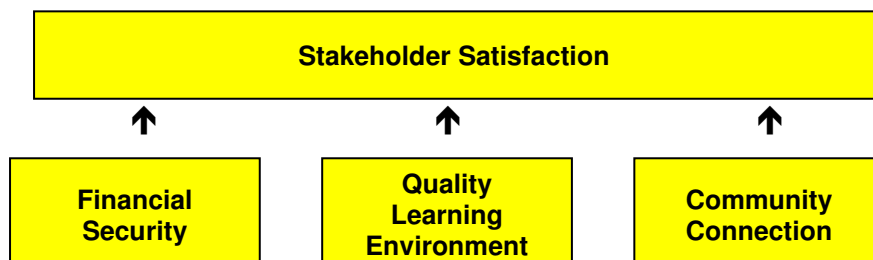 Stakeholder Satisfaction
Financial
Security
Quality
Learning
Environment
Community
Connection